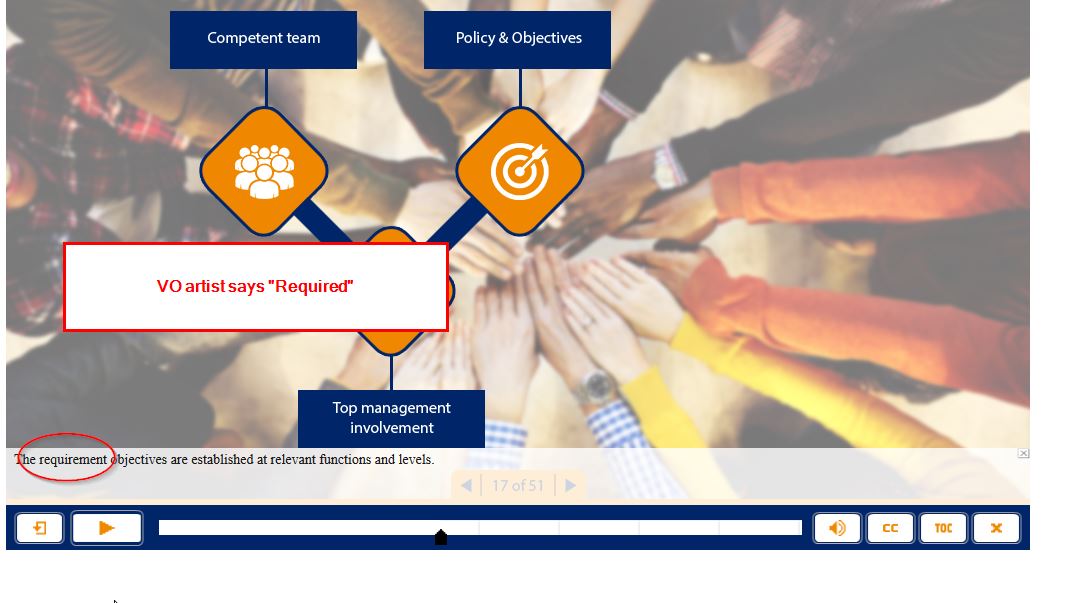 Competent team
Policy & Objectives
VO artist says "Required"
Top management
involvement
The requirement objectives are established at relevant functions and levels.
17 of 51
CC
TOC